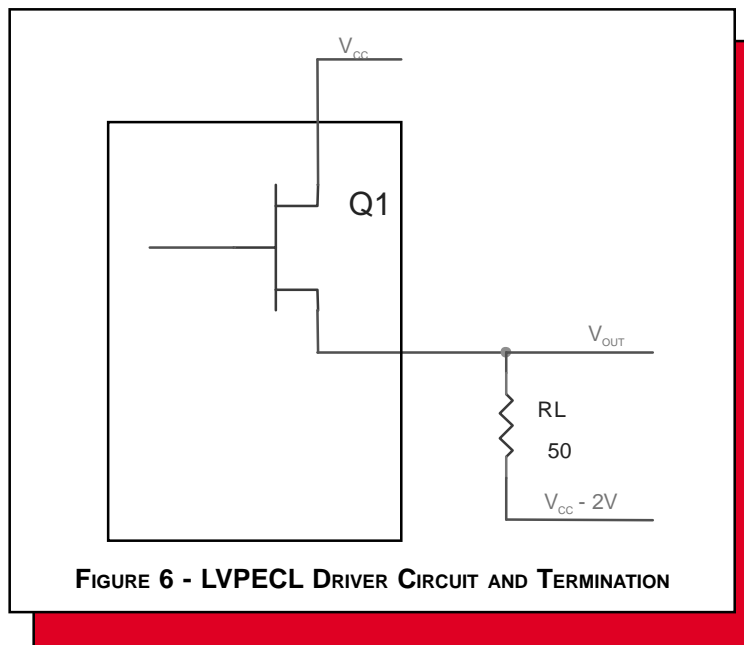 VCC
Q1
VOUT
RL
50
VCC - 2V
FIGURE 6 - LVPECL DRIVER CIRCUIT AND TERMINATION